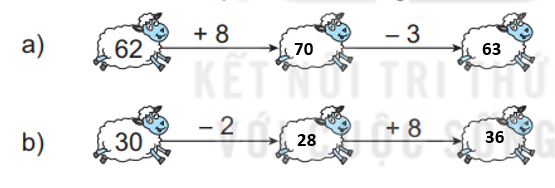 a) 62 + 8 70 – 3 63
KẾT NỐI TRI THỨ
b) 30 – 2 28 + 8 36
VỚI CUỘC SỐNG